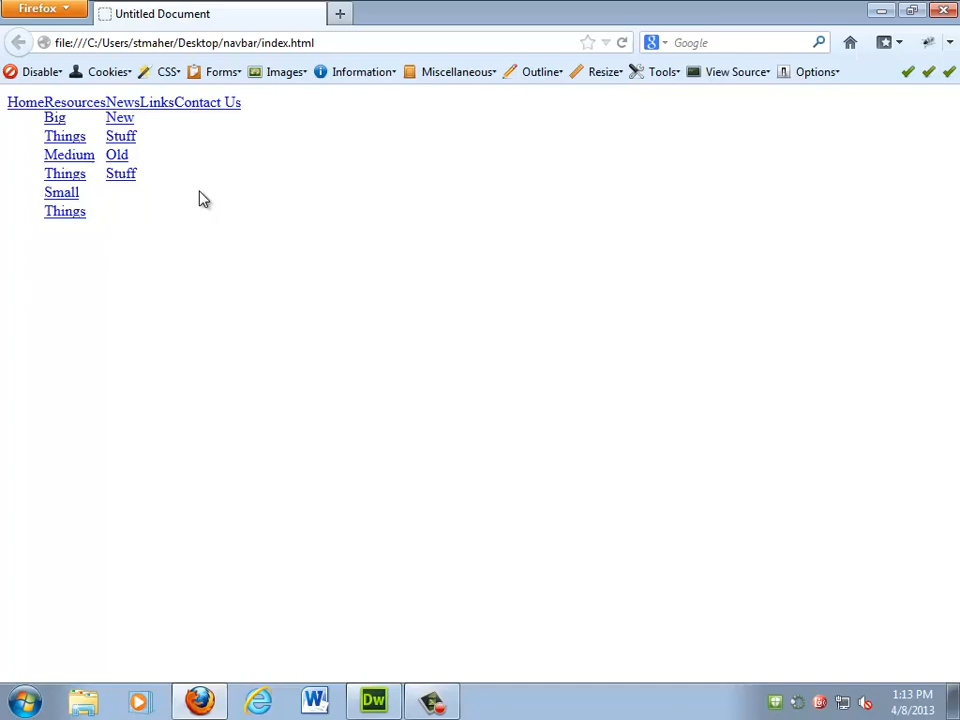 Firefox
Untitled Document
file:///C:/Users/stmaher/Desktop/navbar/index.html
Google
Disable
Cookies
CSS
Forms
Images
Information
Miscellaneous
Outline
Resize
Tools
View Source
Options
HomeResourcesNewsLinksContact Us
Big New
Things Stuff
Medium Old
Things Stuff
Small
Things
W
Dw
1:13 PM
4/8/2013